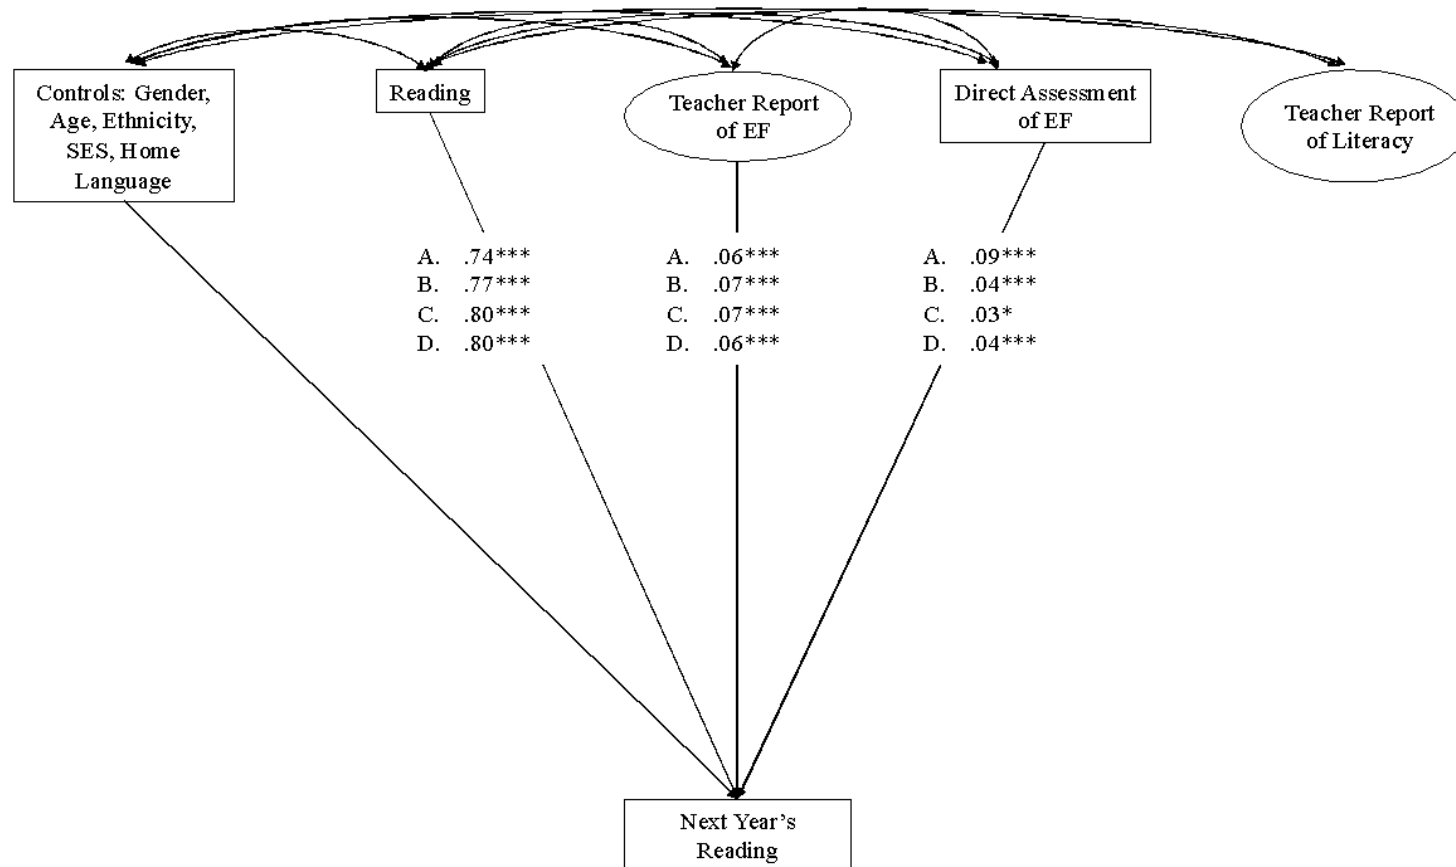 Controls: Gender,
Age, Ethnicity,
SES, Home
Language
Reading
Teacher Report
of EF
Direct Assessment
of EF
Teacher Report
of Literacy
A. .74***
B. .77***
C. .80***
D. .80***
A. .06***
B. .07***
C. .07***
D. .06***
A. .09***
B. .04***
C. .03*
D. .04***
Next Year’s
Reading